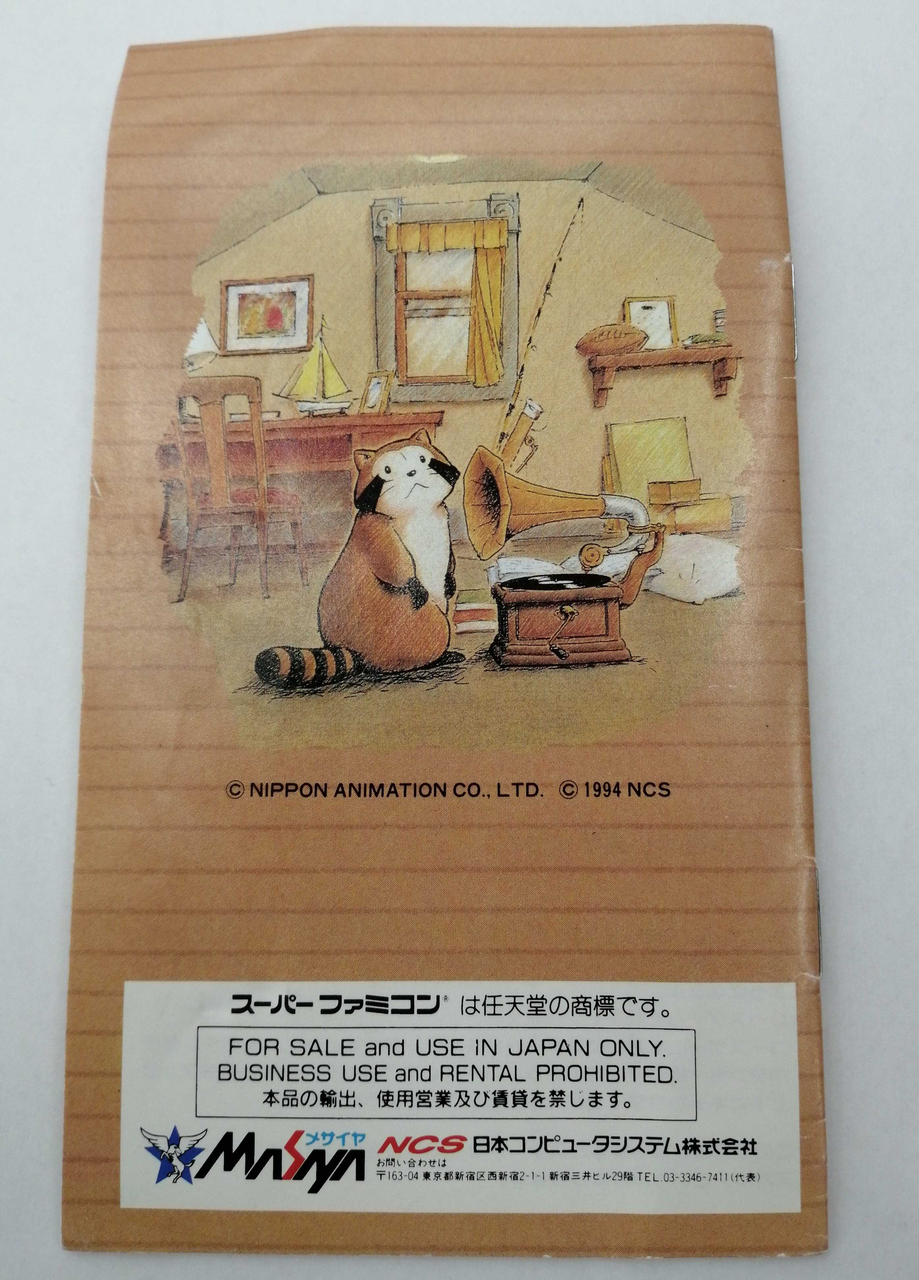 © NIPPON ANIMATION CO., LTD. © 1994 NCS
スーパーファミコン® は任天堂の商標です。
FOR SALE and USE IN JAPAN ONLY.
BUSINESS USE and RENTAL PROHIBITED.
本品の輸出、使用営業及び賃貸を禁じます。
MASAYA メサイヤ NCS 日本コンピュータシステム株式会社
お問い合わせは
〒163-04 東京都新宿区西新宿2-1-1 新宿三井ビル29階 TEL.03-3346-7411(代表)